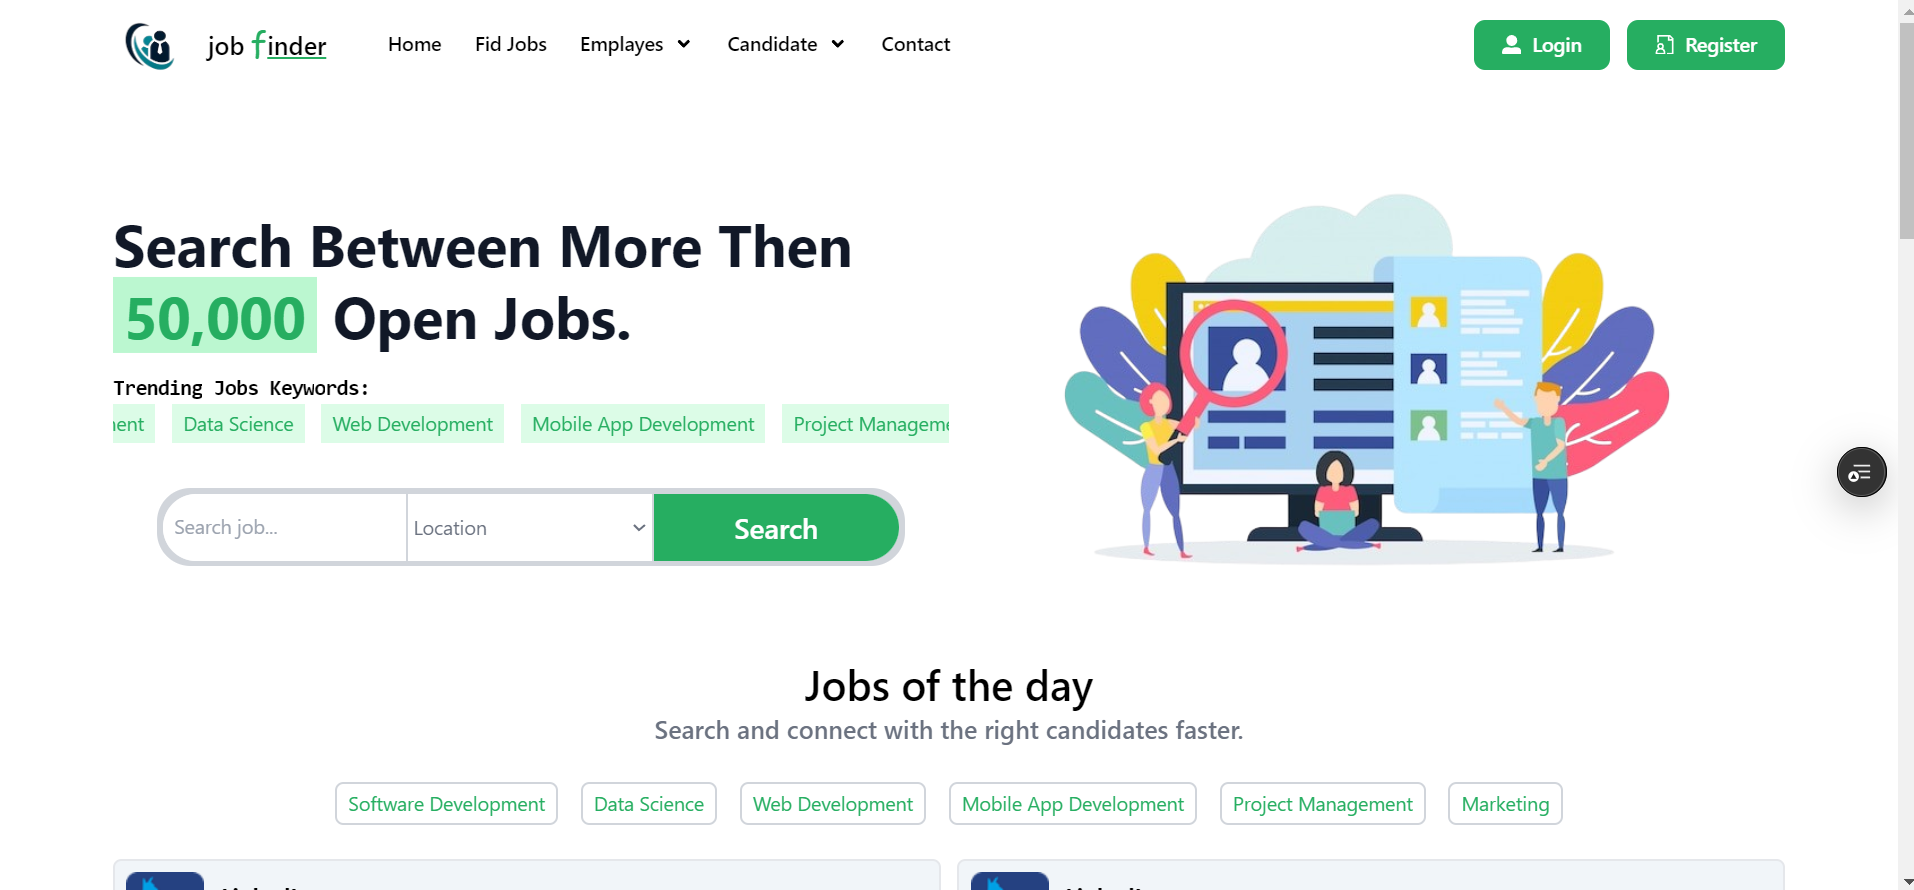 job finder
Home Fid Jobs Employes Candidate Contact
Login Register
Search Between More Then
50,000 Open Jobs.
Trending Jobs Keywords:
Data Science Web Development Mobile App Development Project Manageme
Search job... Location Search
Jobs of the day
Search and connect with the right candidates faster.
Software Development Data Science Web Development Mobile App Development Project Management Marketing